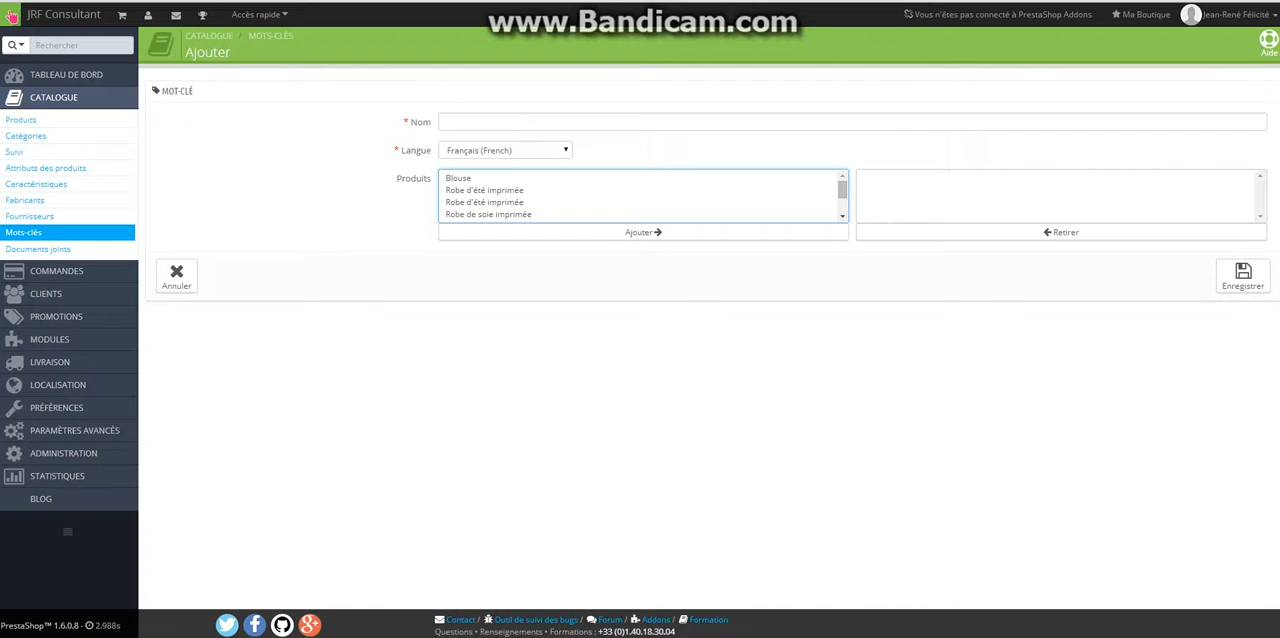 JRF Consultant
Accès rapide
www.Bandicam.com
Vous n'êtes pas connecté à PrestaShop Addons
Ma Boutique
Jean-René Félicité
Rechercher
CATALOGUE / MOTS-CLÉS
Ajouter
Aide
TABLEAU DE BORD
CATALOGUE
Produits
Catégories
Suivi
Attributs des produits
Caractéristiques
Fabricants
Fournisseurs
Mots-clés
Documents joints
COMMANDES
CLIENTS
PROMOTIONS
MODULES
LIVRAISON
LOCALISATION
PRÉFÉRENCES
PARAMÈTRES AVANCÉS
ADMINISTRATION
STATISTIQUES
BLOG
MOT-CLÉ
* Nom
* Langue
Français (French)
Produits
Blouse
Robe d'été imprimée
Robe d'été imprimée
Robe de soie imprimée
Ajouter
Retirer
Annuler
Enregistrer
PrestaShop™ 1.6.0.8 - 2.988s
Contact / Outil de suivi des bugs / Forum / Addons / Formation
Questions • Renseignements • Formations : +33 (0)1.40.18.30.04